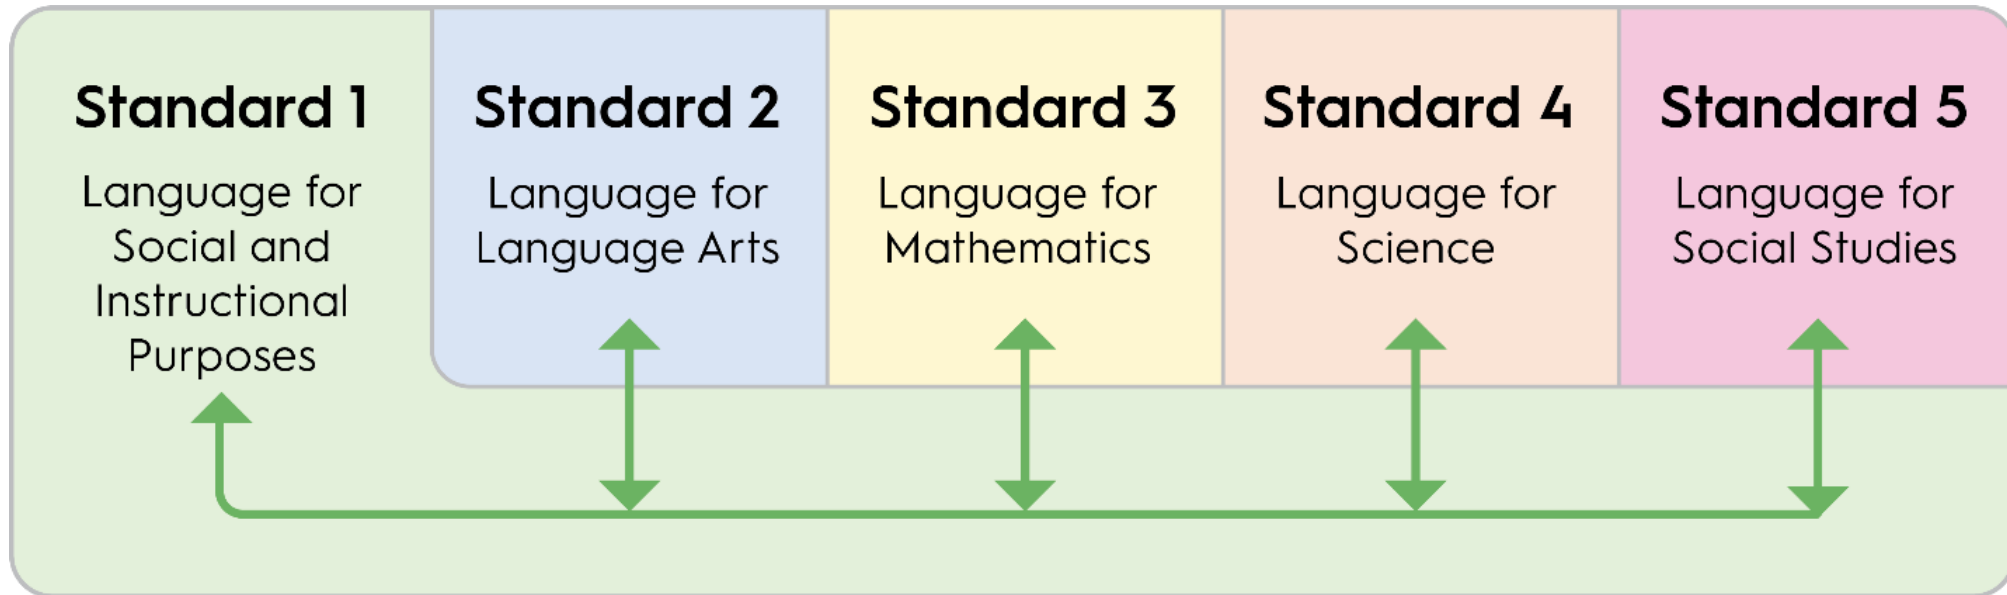 Standard 1
Language for
Social and
Instructional
Purposes
Standard 2
Language for
Language Arts
Standard 3
Language for
Mathematics
Standard 4
Language for
Science
Standard 5
Language for
Social Studies